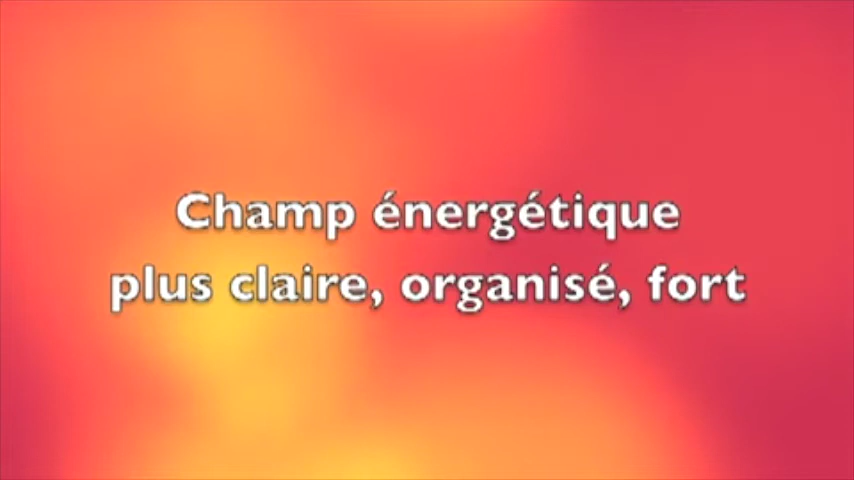 Champ énergétique
plus claire, organisé, fort